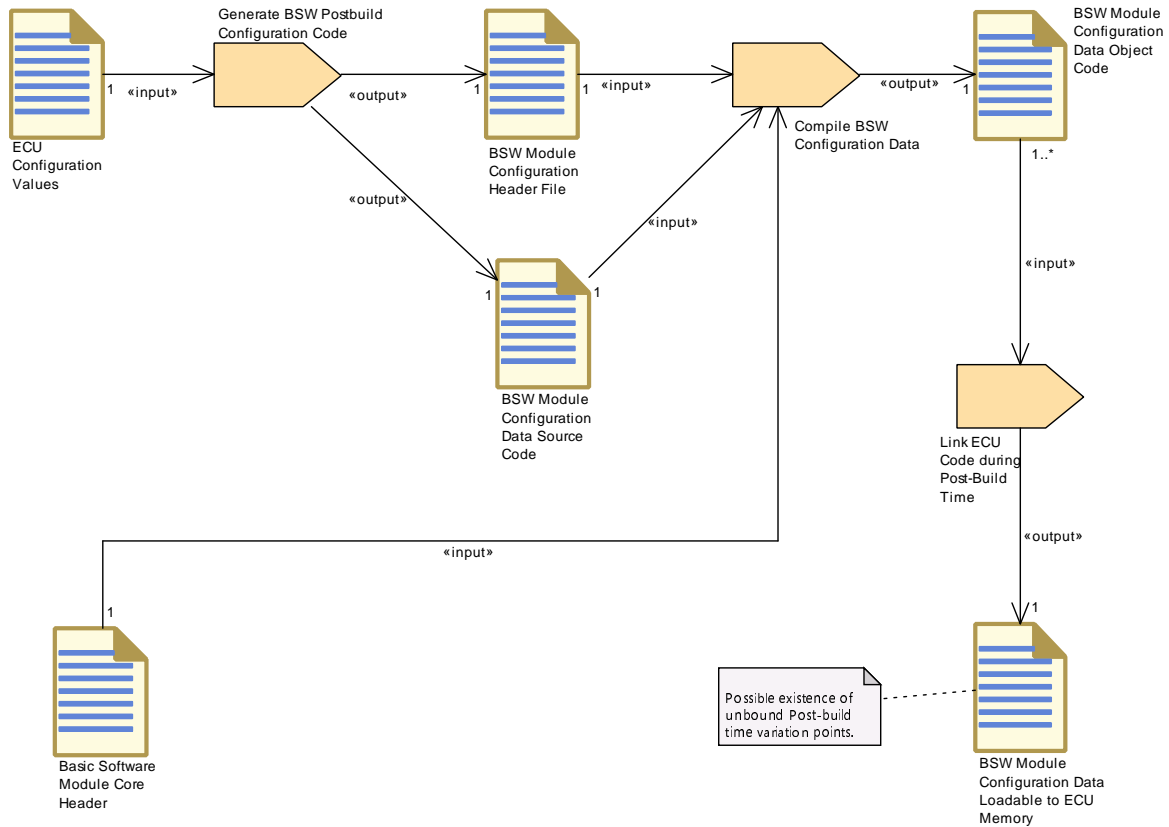 Generate BSW Postbuild
Configuration Code
BSW Module
Configuration
Data Object
Code
1
«input»
«output»
1
1
«input»
«output»
1
ECU
Configuration
Values
BSW Module
Configuration
Header File
Compile BSW
Configuration Data
1..*
«output»
«input»
«input»
1
1
BSW Module
Configuration
Data Source
Code
Link ECU
Code during
Post-Build
Time
«input»
«output»
1
1
Basic Software
Module Core
Header
Possible existence of
unbound Post-build
time variation points.
BSW Module
Configuration Data
Loadable to ECU
Memory